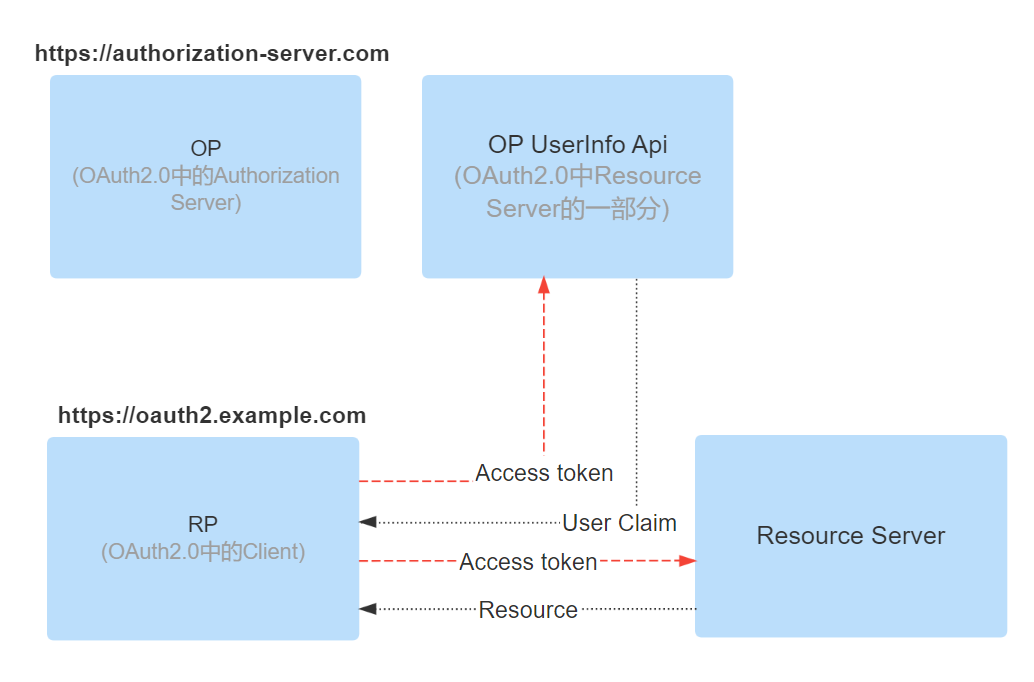 https://authorization-server.com
OP
(OAuth2.0中的Authorization
Server)
OP UserInfo Api
(OAuth2.0中Resource
Server的一部分)
https://oauth2.example.com
RP
(OAuth2.0中的Client)
Access token
User Claim
Access token
Resource
Resource Server